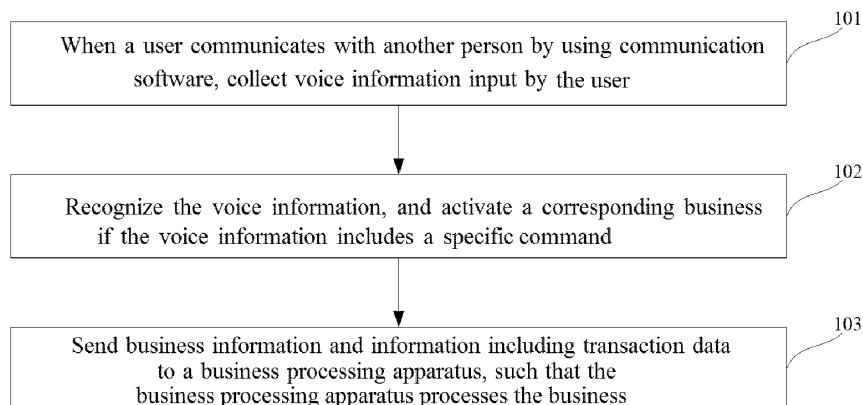 101
When a user communicates with another person by using communication
software, collect voice information input by the user
102
Recognize the voice information, and activate a corresponding business
if the voice information includes a specific command
103
Send business information and information including transaction data
to a business processing apparatus, such that the
business processing apparatus processes the business